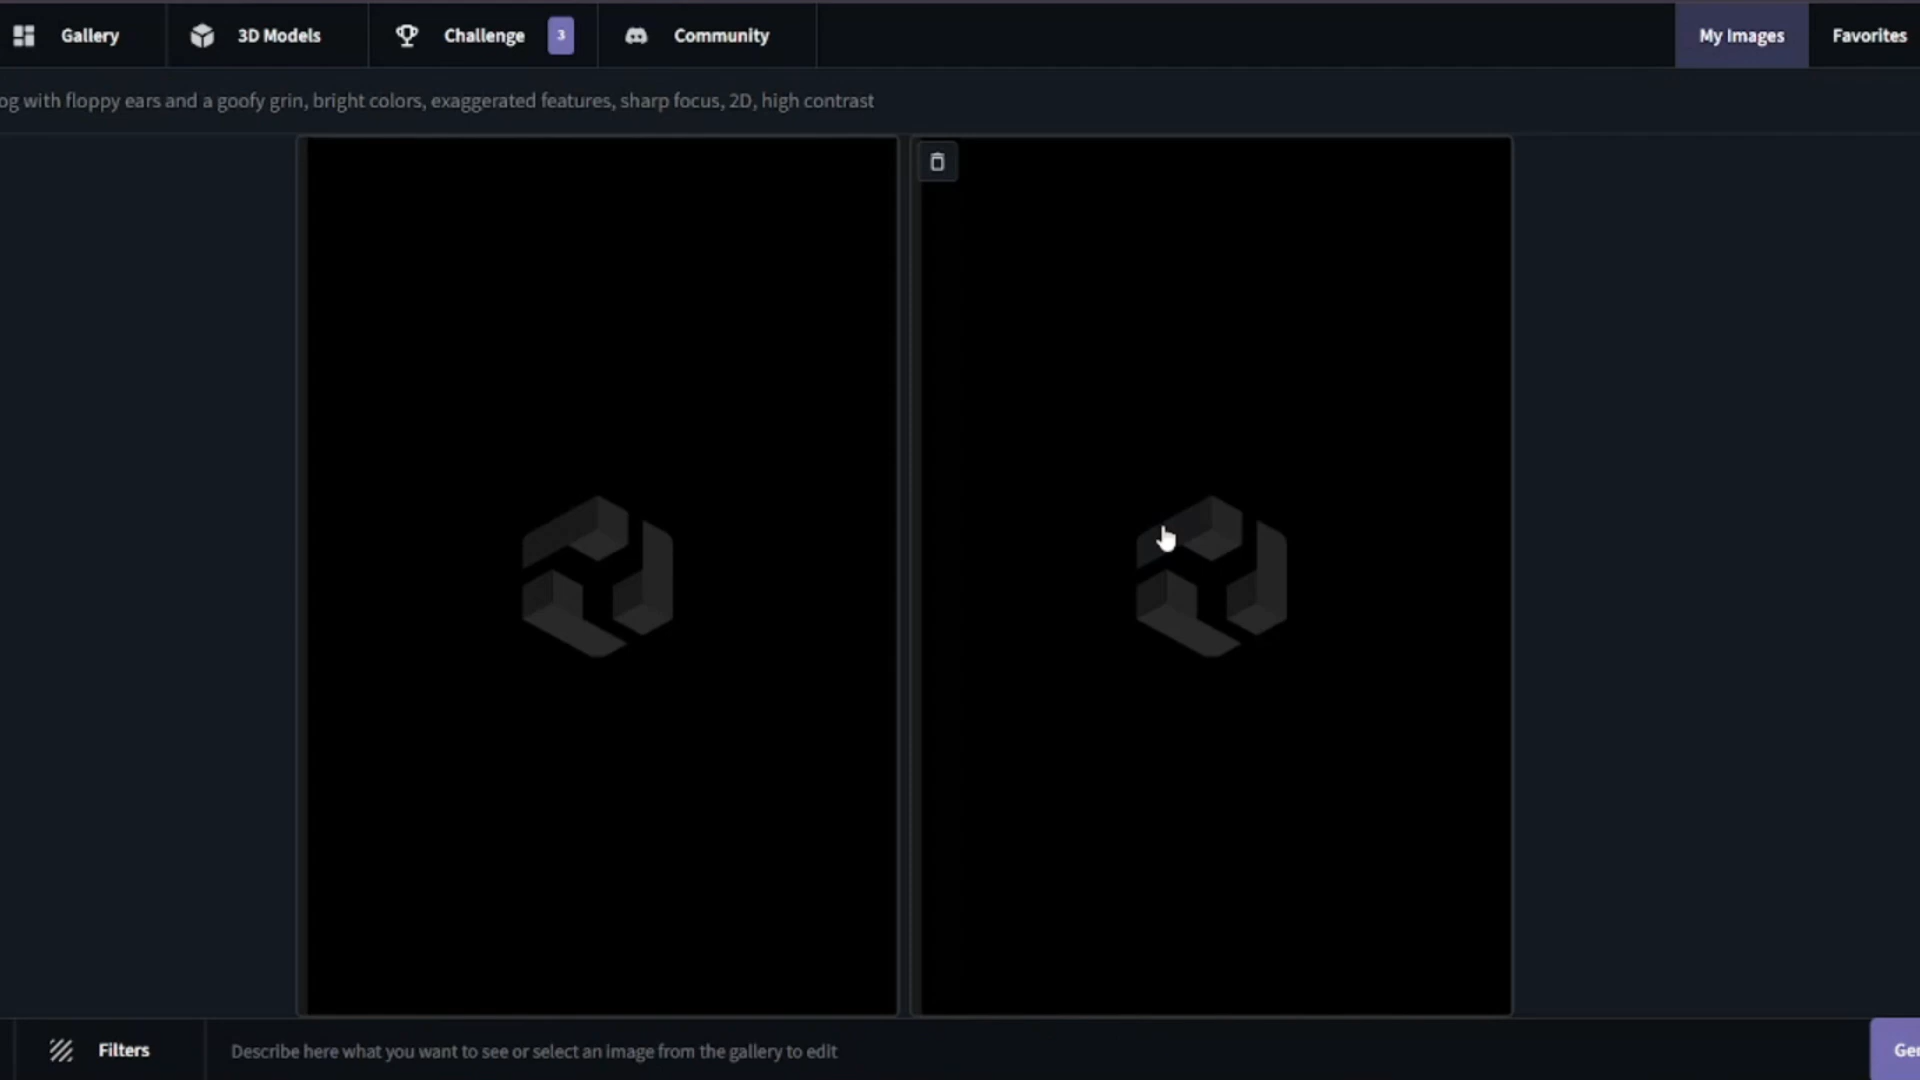 Gallery
3D Models
Challenge
3
Community
My Images
Favorites
with floppy ears and a goofy grin, bright colors, exaggerated features, sharp focus, 2D, high contrast
Filters
Describe here what you want to see or select an image from the gallery to edit